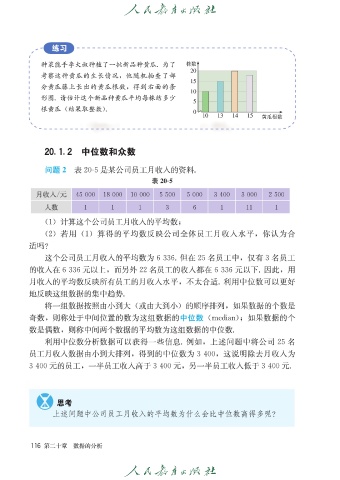 人民教育出版社
练习
种菜能手李大叔种植了一批新品种黄瓜. 为了
考察这种黄瓜的生长情况，他随机抽查了部
分黄瓜藤上长出的黄瓜根数，得到右面的条
形图. 请估计这个新品种黄瓜平均每株结多少
根黄瓜（结果取整数）.
株数
20
15
10
5
0
10 13 14 15 黄瓜根数
20.1.2 中位数和众数
问题 2 表 20-5 是某公司员工月收入的资料.
表 20-5
月收入/元 45 000 18 000 10 000 5 500 5 000 3 400 3 000 2 500
人数 1 1 1 3 6 1 11 1
（1）计算这个公司员工月收入的平均数；
（2）若用（1）算得的平均数反映公司全体员工月收入水平，你认为合
适吗?
这个公司员工月收入的平均数为 6 336. 但在 25 名员工中，仅有 3 名员工
的收入在 6 336 元以上，而另外 22 名员工的收入都在 6 336 元以下. 因此，用
月收入的平均数反映所有员工的月收入水平，不太合适. 利用中位数可以更好
地反映这组数据的集中趋势.
将一组数据按照由小到大（或由大到小）的顺序排列，如果数据的个数是
奇数，则称处于中间位置的数为这组数据的中位数（median）；如果数据的个
数是偶数，则称中间两个数据的平均数为这组数据的中位数.
利用中位数分析数据可以获得一些信息. 例如，上述问题中将公司 25 名
员工月收入数据由小到大排列，得到的中位数为 3 400，这说明除去月收入为
3 400 元的员工，一半员工收入高于 3 400 元，另一半员工收入低于 3 400 元.
思考
上述问题中公司员工月收入的平均数为什么会比中位数高得多呢?
116 第二十章 数据的分析
人民教育出版社